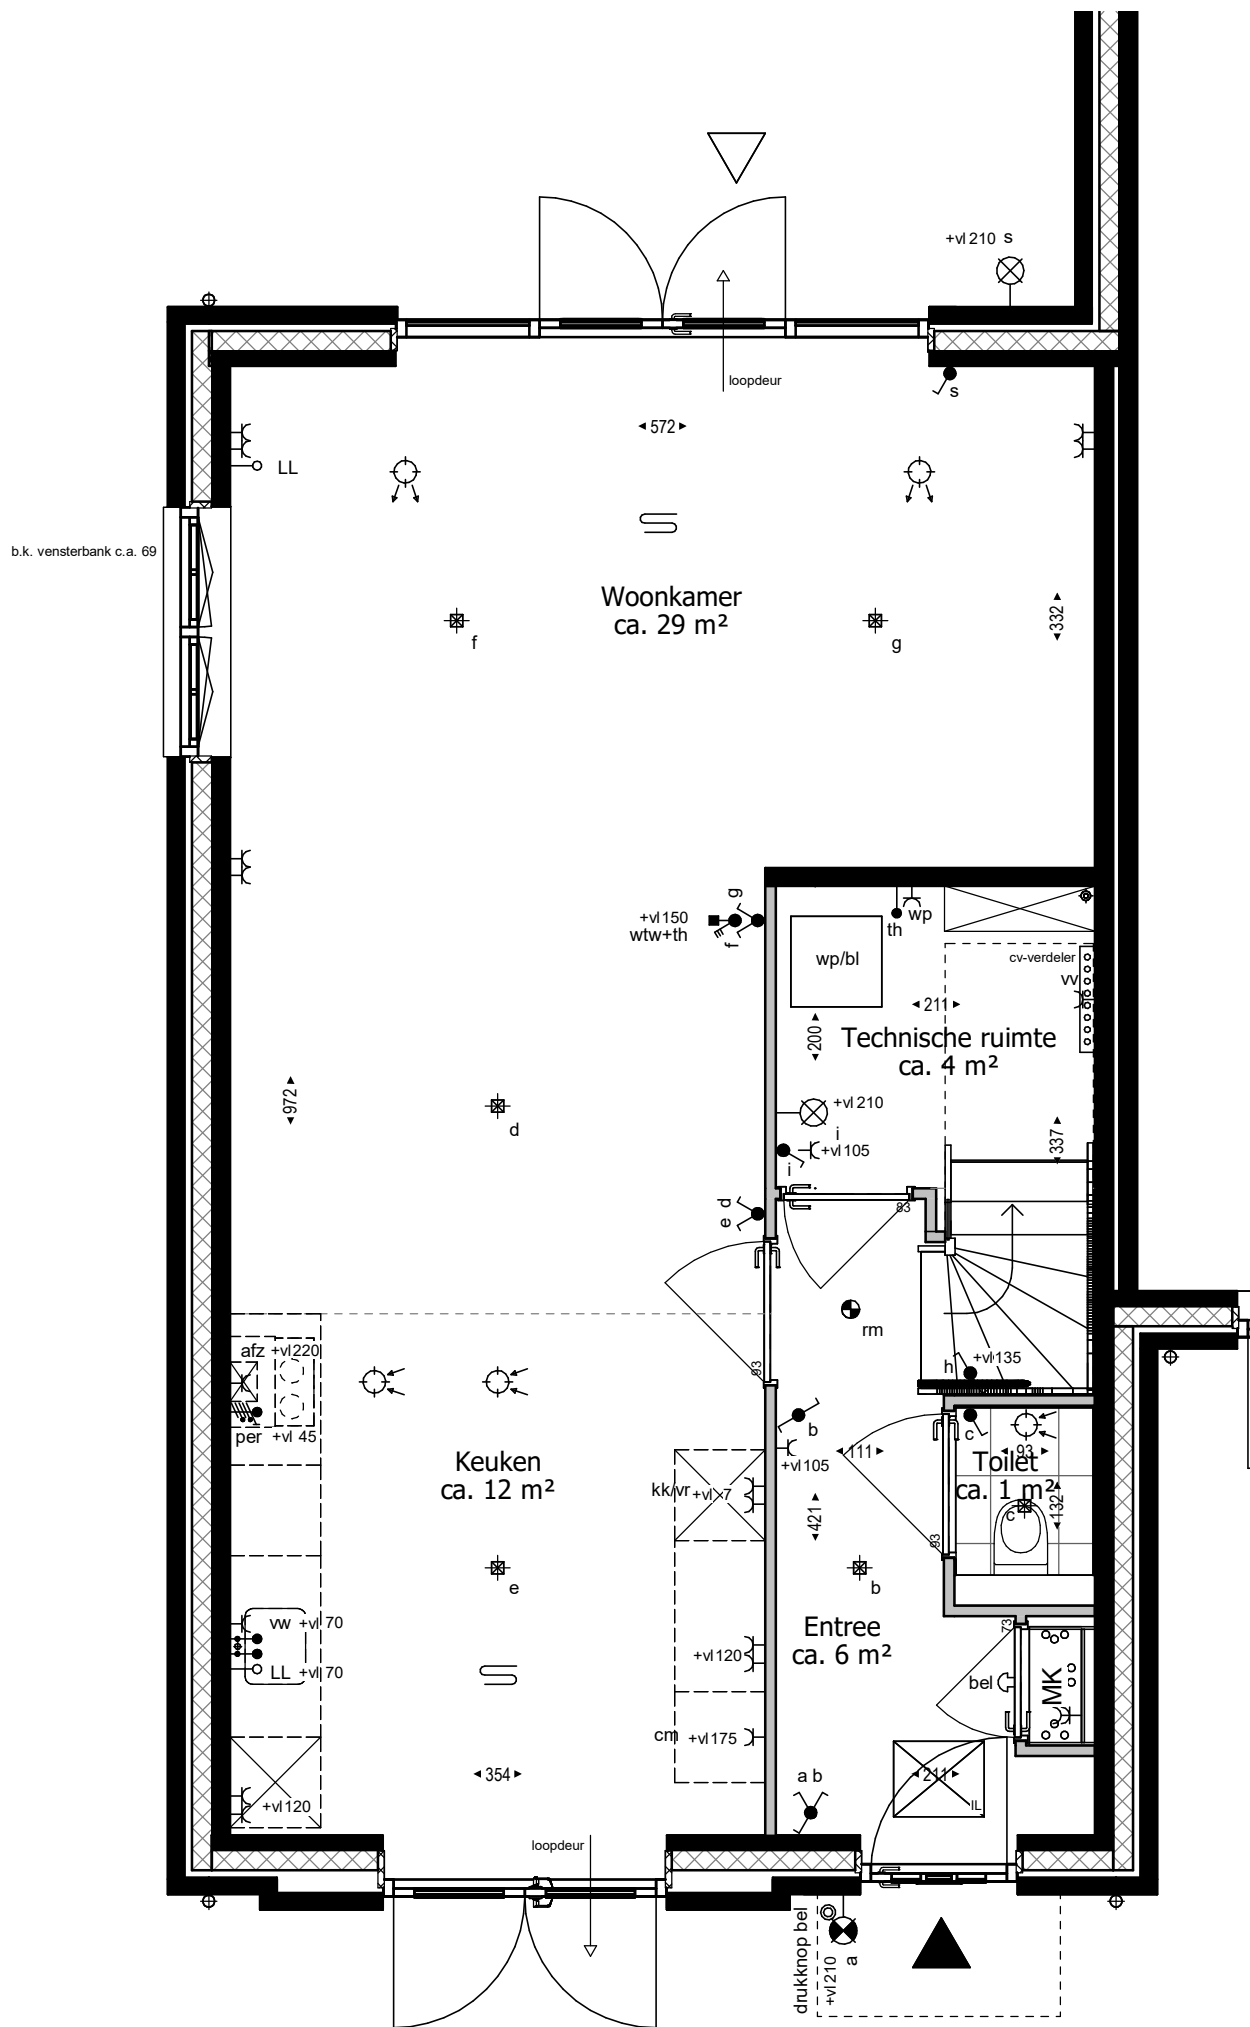 +vl 210 s
loopdeur
s
572
LL
b.k. vensterbank c.a. 69
Woonkamer
ca. 29 m²
332
f
g
g
+vl 150
wtw+th
f
wp
th
wp/bl
cv-verdeler
vv
211
200
Technische ruimte
ca. 4 m²
972
d
+vl 210
i
337
+vl 105
i
83
e d
rm
afz
+vl 220
93
h
+vl 135
per
+vl 45
b
c
Keuken
ca. 12 m²
+vl 105
111
93
Toilet
ca. 1 m²
kk/vr
+vl 7
421
c
132
93
e
b
vw
+vl 70
LL
+vl 70
Entree
ca. 6 m²
73
+vl 120
bel
MK
cm
+vl 175
354
a b
211
IL
+vl 120
loopdeur
drukknop bel
+vl 210
a